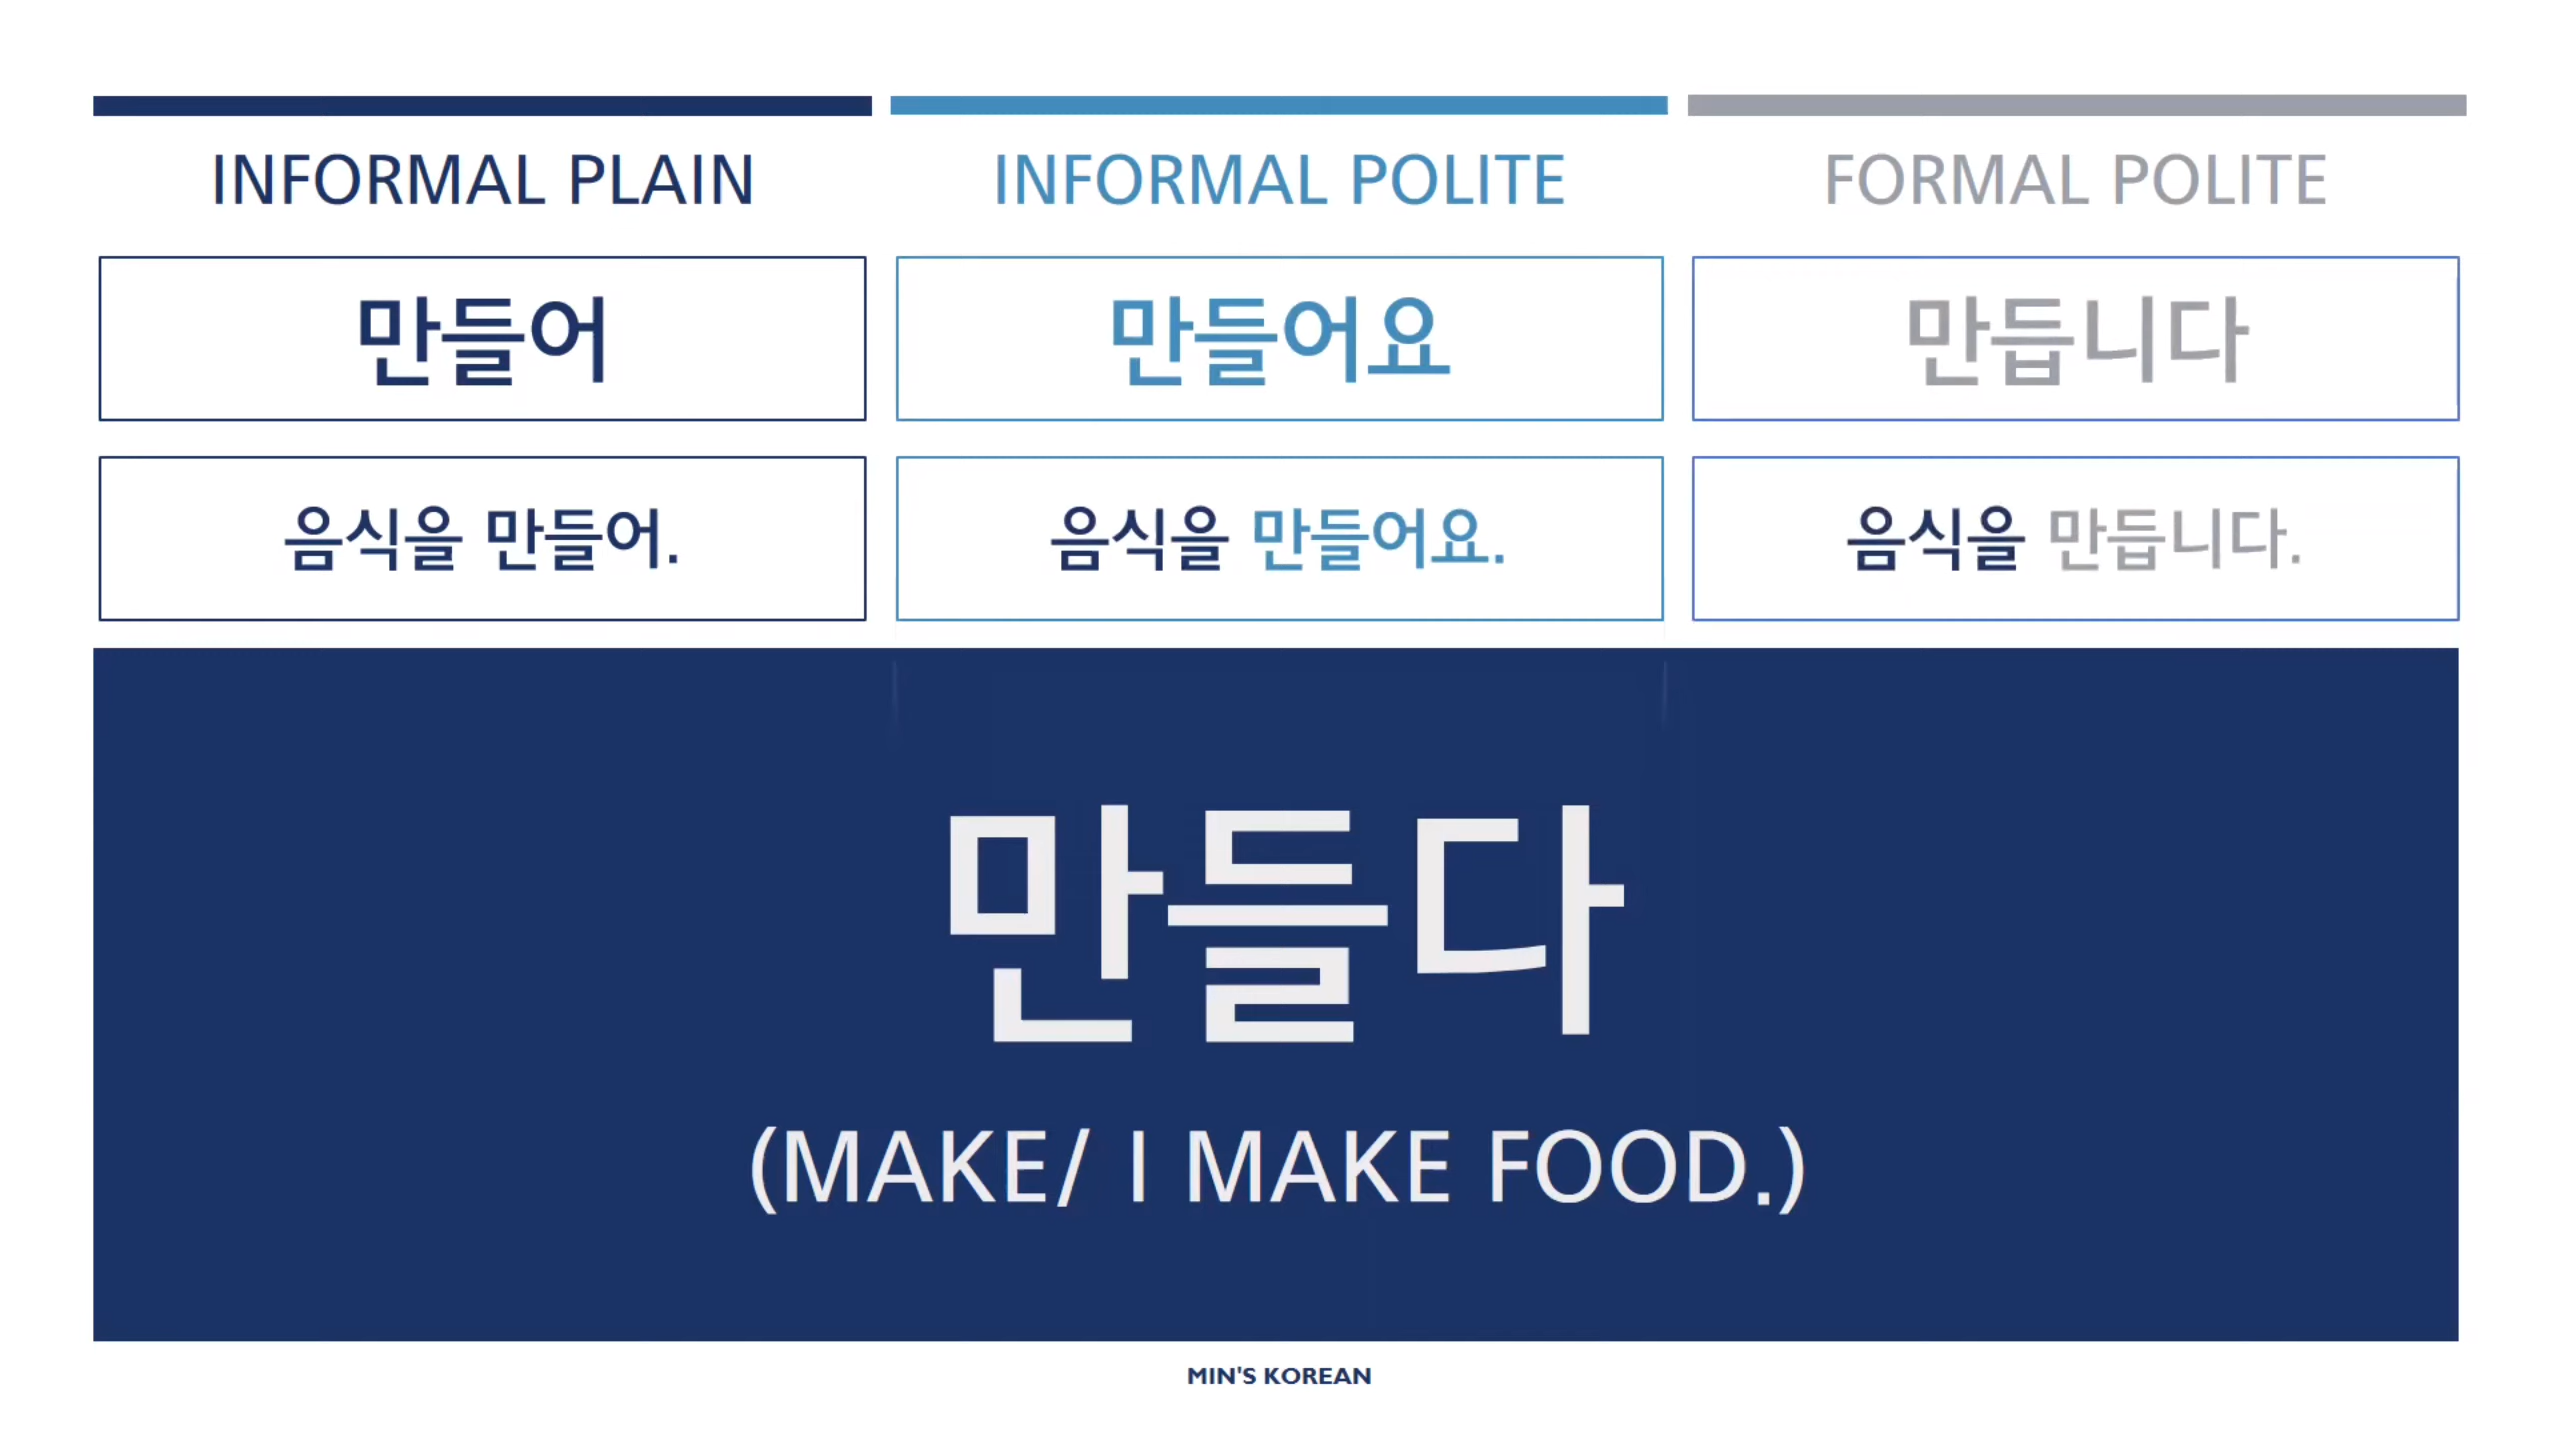 INFORMAL PLAIN
INFORMAL POLITE
FORMAL POLITE
만들어
만들어요
만듭니다
음식을 만들어.
음식을 만들어요.
음식을 만듭니다.
만들다
(MAKE/ I MAKE FOOD.)
MIN'S KOREAN